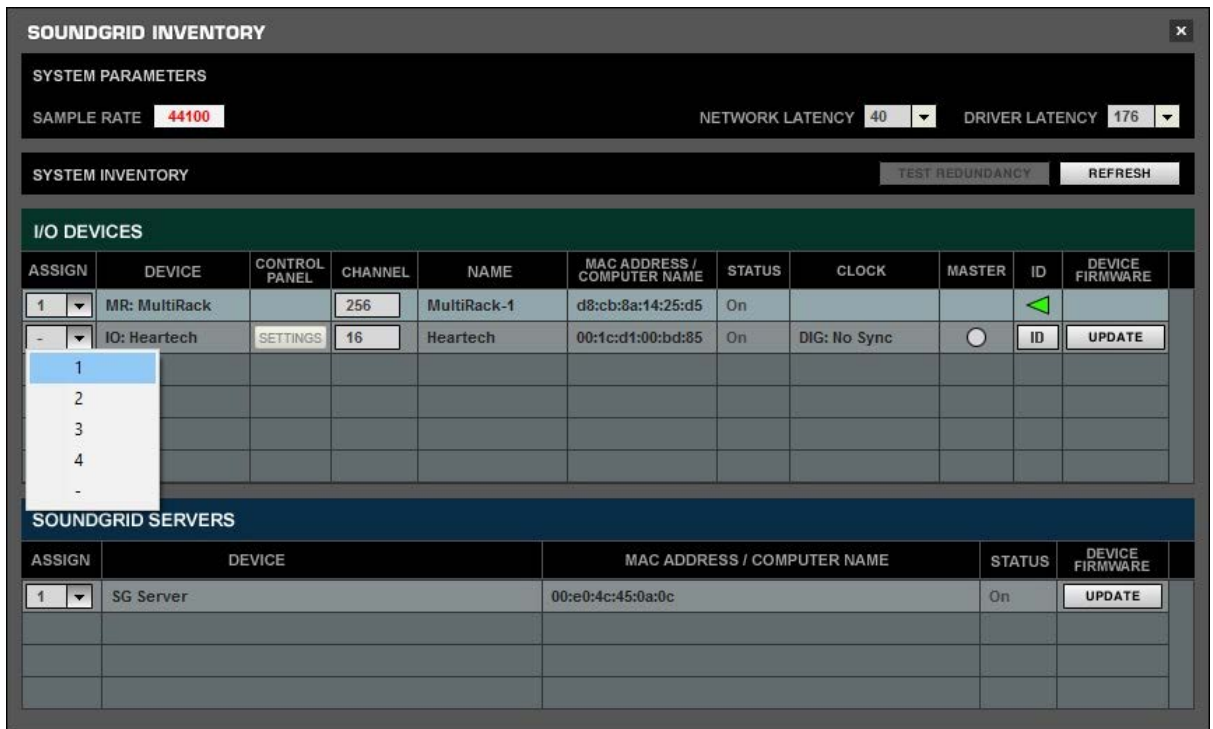 SOUNDGRID INVENTORY x
SYSTEM PARAMETERS
SAMPLE RATE 44100 NETWORK LATENCY 40 DRIVER LATENCY 176
SYSTEM INVENTORY TEST REDUNDANCY REFRESH
I/O DEVICES
ASSIGN DEVICE CONTROL PANEL CHANNEL NAME MAC ADDRESS / COMPUTER NAME STATUS CLOCK MASTER ID DEVICE FIRMWARE
1 MR: MultiRack 256 MultiRack-1 d8:cb:8a:14:25:d5 On
- IO: Heartech SETTINGS 16 Heartech 00:1c:d1:00:bd:85 On DIG: No Sync ID UPDATE
1
2
3
4
-
SOUNDGRID SERVERS
ASSIGN DEVICE MAC ADDRESS / COMPUTER NAME STATUS DEVICE FIRMWARE
1 SG Server 00:e0:4c:45:0a:0c On UPDATE